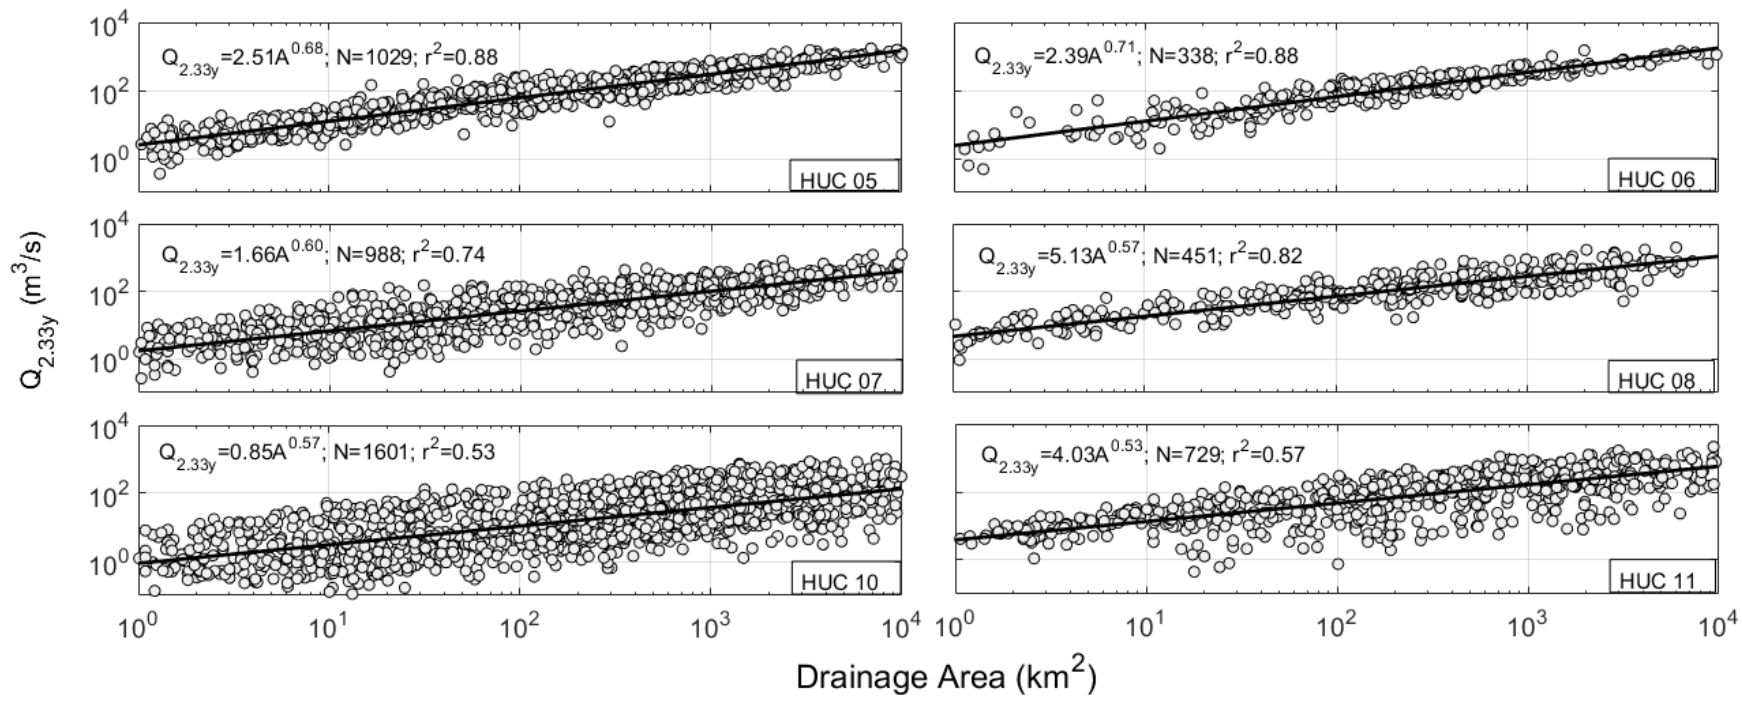 Q2.33y=2.51A^0.68; N=1029; r^2=0.88
HUC 05
10^4
10^2
10^0
Q2.33y=2.39A^0.71; N=338; r^2=0.88
HUC 06
Q2.33y=1.66A^0.60; N=988; r^2=0.74
HUC 07
10^4
10^2
10^0
Q2.33y=5.13A^0.57; N=451; r^2=0.82
HUC 08
Q2.33y=0.85A^0.57; N=1601; r^2=0.53
HUC 10
10^4
10^2
10^0
Q2.33y=4.03A^0.53; N=729; r^2=0.57
HUC 11
10^0 10^1 10^2 10^3 10^4
10^0 10^1 10^2 10^3 10^4
Q2.33y (m^3/s)
Drainage Area (km^2)